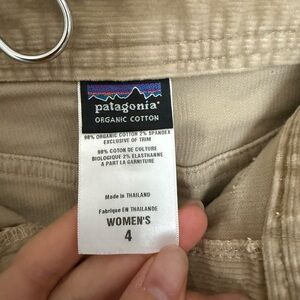 patagonia®
ORGANIC COTTON
98% ORGANIC COTTON 2% SPANDEX
EXCLUSIVE OF TRIM
98% COTON DE CULTURE
BIOLOGIQUE 2% ELASTHANNE
A PART LA GARNITURE
Made in THAILAND
Fabriqué EN THAILANDE
WOMEN'S
4